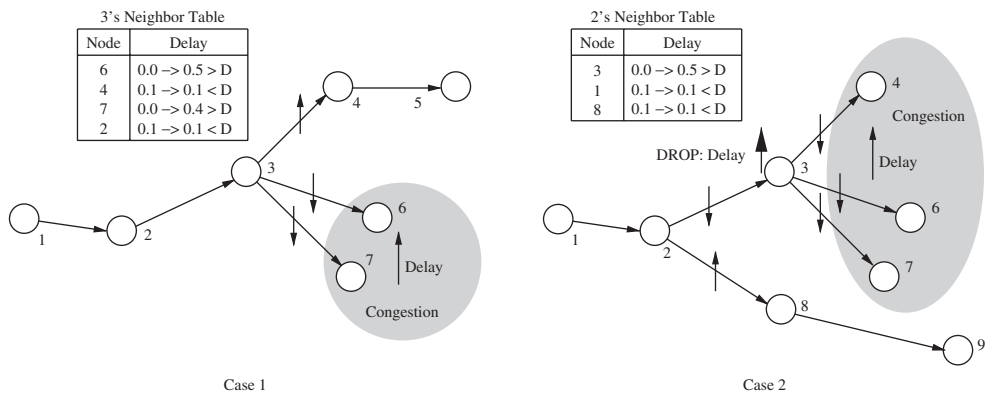 3's Neighbor Table
Node Delay
6 0.0 −> 0.5 > D
4 0.1 −> 0.1 < D
7 0.0 −> 0.4 > D
2 0.1 −> 0.1 < D
4
5
3
6
1
2
7
Delay
Congestion
Case 1
2's Neighbor Table
Node Delay
3 0.0 −> 0.5 > D
1 0.1 −> 0.1 < D
8 0.1 −> 0.1 < D
4
Congestion
DROP: Delay
Delay
3
6
1
2
7
8
9
Case 2